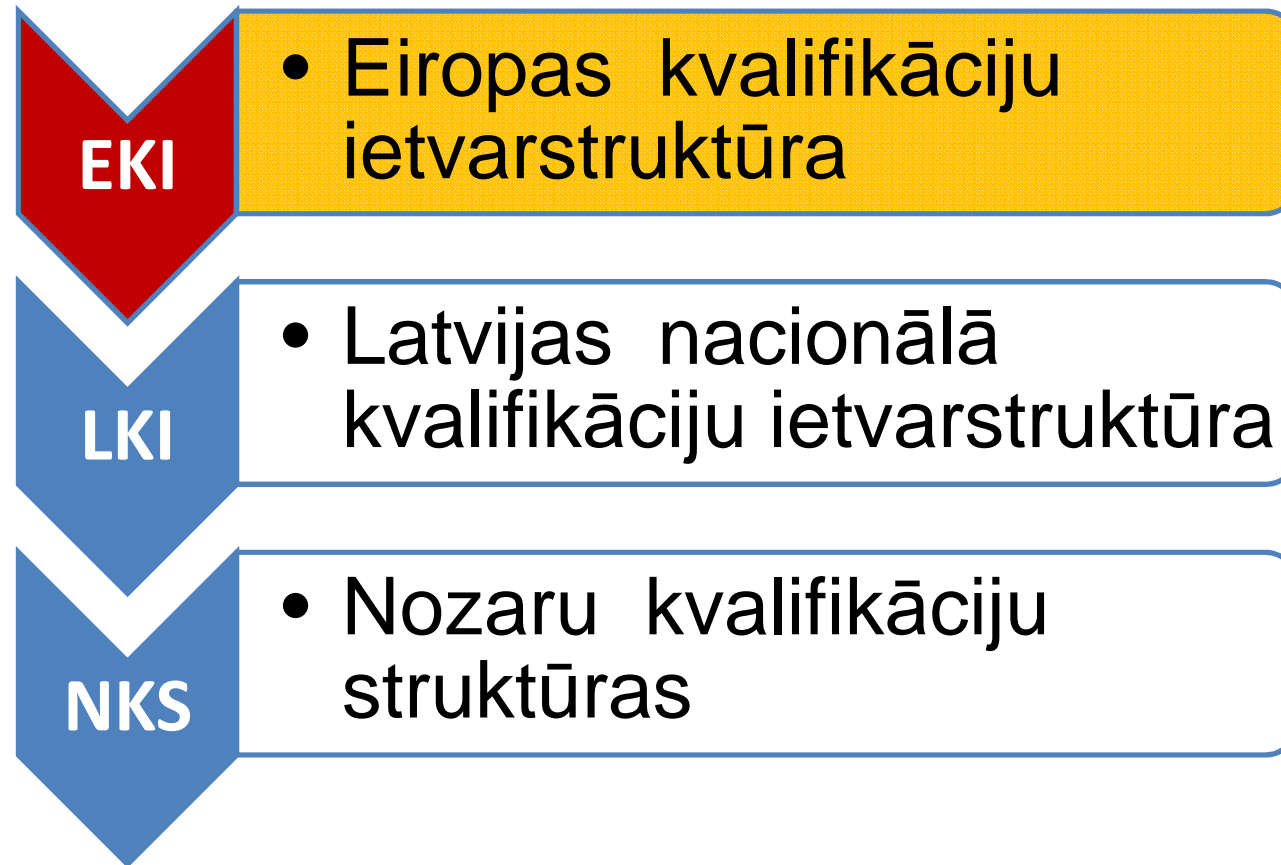 EKI
• Eiropas kvalifikāciju
ietvarstruktūra
LKI
• Latvijas nacionālā
kvalifikāciju ietvarstruktūra
NKS
• Nozaru kvalifikāciju
struktūras